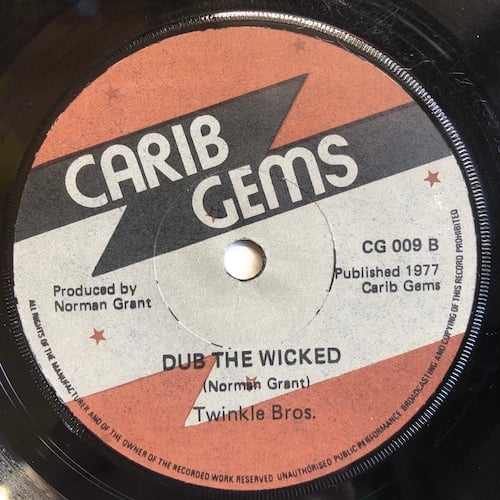 CARIB
GEMS
CG 009 B
Produced by
Norman Grant
Published 1977
Carib Gems
DUB THE WICKED
(Norman Grant)
Twinkle Bros.
ALL RIGHTS OF THE MANUFACTURER AND OF THE OWNER OF THE RECORDED WORK RESERVED UNAUTHORISED PUBLIC PERFORMANCE BROADCASTING AND COPYING OF THIS RECORD PROHIBITED